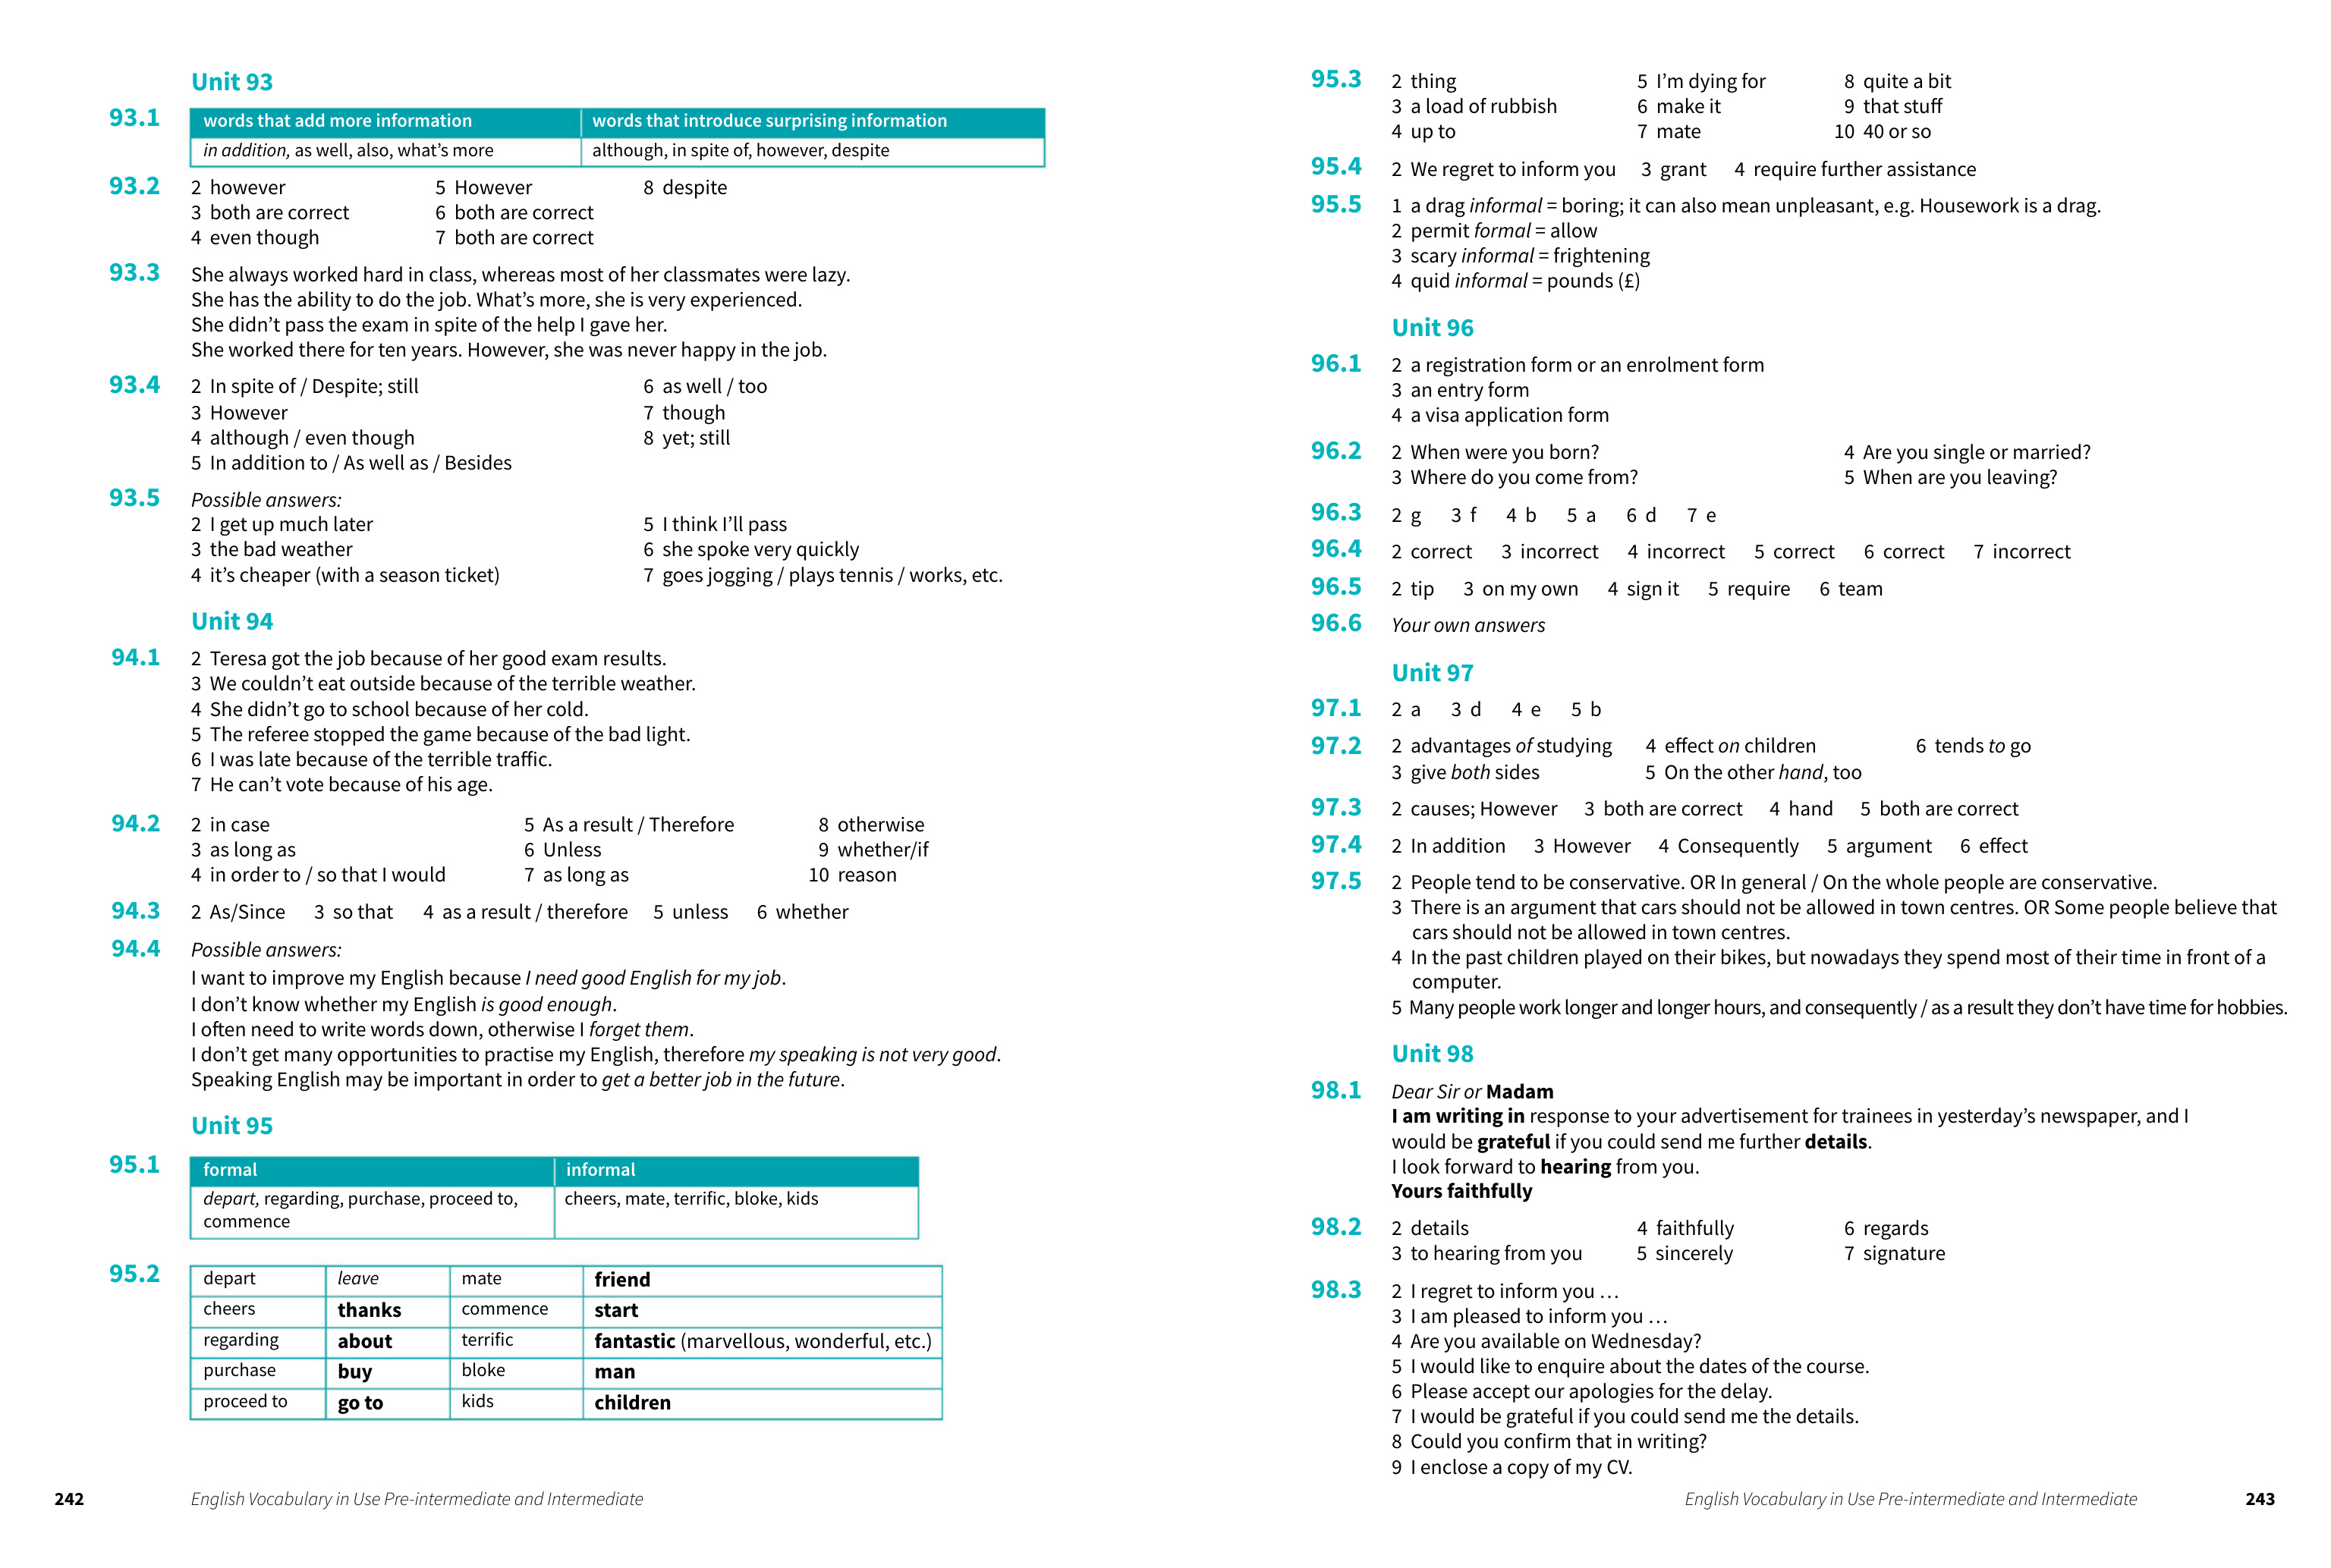 Unit 93
93.1
words that add more information words that introduce surprising information
in addition, as well, also, what's more although, in spite of, however, despite
93.2 2 however 5 However 8 despite
3 both are correct 6 both are correct
4 even though 7 both are correct
93.3 She always worked hard in class, whereas most of her classmates were lazy.
She has the ability to do the job. What's more, she is very experienced.
She didn't pass the exam in spite of the help I gave her.
She worked there for ten years. However, she was never happy in the job.
93.4 2 In spite of / Despite; still 6 as well / too
3 However 7 though
4 although / even though 8 yet; still
5 In addition to / As well as / Besides
93.5 Possible answers:
2 I get up much later 5 I think I'll pass
3 the bad weather 6 she spoke very quickly
4 it's cheaper (with a season ticket) 7 goes jogging / plays tennis / works, etc.
Unit 94
94.1 2 Teresa got the job because of her good exam results.
3 We couldn't eat outside because of the terrible weather.
4 She didn't go to school because of her cold.
5 The referee stopped the game because of the bad light.
6 I was late because of the terrible traffic.
7 He can't vote because of his age.
94.2 2 in case 5 As a result / Therefore 8 otherwise
3 as long as 6 Unless 9 whether/if
4 in order to / so that I would 7 as long as 10 reason
94.3 2 As/Since 3 so that 4 as a result / therefore 5 unless 6 whether
94.4 Possible answers:
I want to improve my English because I need good English for my job.
I don't know whether my English is good enough.
I often need to write words down, otherwise I forget them.
I don't get many opportunities to practise my English, therefore my speaking is not very good.
Speaking English may be important in order to get a better job in the future.
Unit 95
95.1
formal informal
depart, regarding, purchase, proceed to, cheers, mate, terrific, bloke, kids
commence
95.2 depart leave mate friend
cheers thanks commence start
regarding about terrific fantastic (marvellous, wonderful, etc.)
purchase buy bloke man
proceed to go to kids children
242 English Vocabulary in Use Pre-intermediate and Intermediate
95.3 2 thing 5 I'm dying for 8 quite a bit
3 a load of rubbish 6 make it 9 that stuff
4 up to 7 mate 10 40 or so
95.4 2 We regret to inform you 3 grant 4 require further assistance
95.5 1 a drag informal = boring; it can also mean unpleasant, e.g. Housework is a drag.
2 permit formal = allow
3 scary informal = frightening
4 quid informal = pounds (£)
Unit 96
96.1 2 a registration form or an enrolment form
3 an entry form
4 a visa application form
96.2 2 When were you born? 4 Are you single or married?
3 Where do you come from? 5 When are you leaving?
96.3 2 g 3 f 4 b 5 a 6 d 7 e
96.4 2 correct 3 incorrect 4 incorrect 5 correct 6 correct 7 incorrect
96.5 2 tip 3 on my own 4 sign it 5 require 6 team
96.6 Your own answers
Unit 97
97.1 2 a 3 d 4 e 5 b
97.2 2 advantages of studying 4 effect on children 6 tends to go
3 give both sides 5 On the other hand, too
97.3 2 causes; However 3 both are correct 4 hand 5 both are correct
97.4 2 In addition 3 However 4 Consequently 5 argument 6 effect
97.5 2 People tend to be conservative. OR In general / On the whole people are conservative.
3 There is an argument that cars should not be allowed in town centres. OR Some people believe that
cars should not be allowed in town centres.
4 In the past children played on their bikes, but nowadays they spend most of their time in front of a
computer.
5 Many people work longer and longer hours, and consequently / as a result they don't have time for hobbies.
Unit 98
98.1 Dear Sir or Madam
I am writing in response to your advertisement for trainees in yesterday's newspaper, and I
would be grateful if you could send me further details.
I look forward to hearing from you.
Yours faithfully
98.2 2 details 4 faithfully 6 regards
3 to hearing from you 5 sincerely 7 signature
98.3 2 I regret to inform you …
3 I am pleased to inform you …
4 Are you available on Wednesday?
5 I would like to enquire about the dates of the course.
6 Please accept our apologies for the delay.
7 I would be grateful if you could send me the details.
8 Could you confirm that in writing?
9 I enclose a copy of my CV.
English Vocabulary in Use Pre-intermediate and Intermediate 243